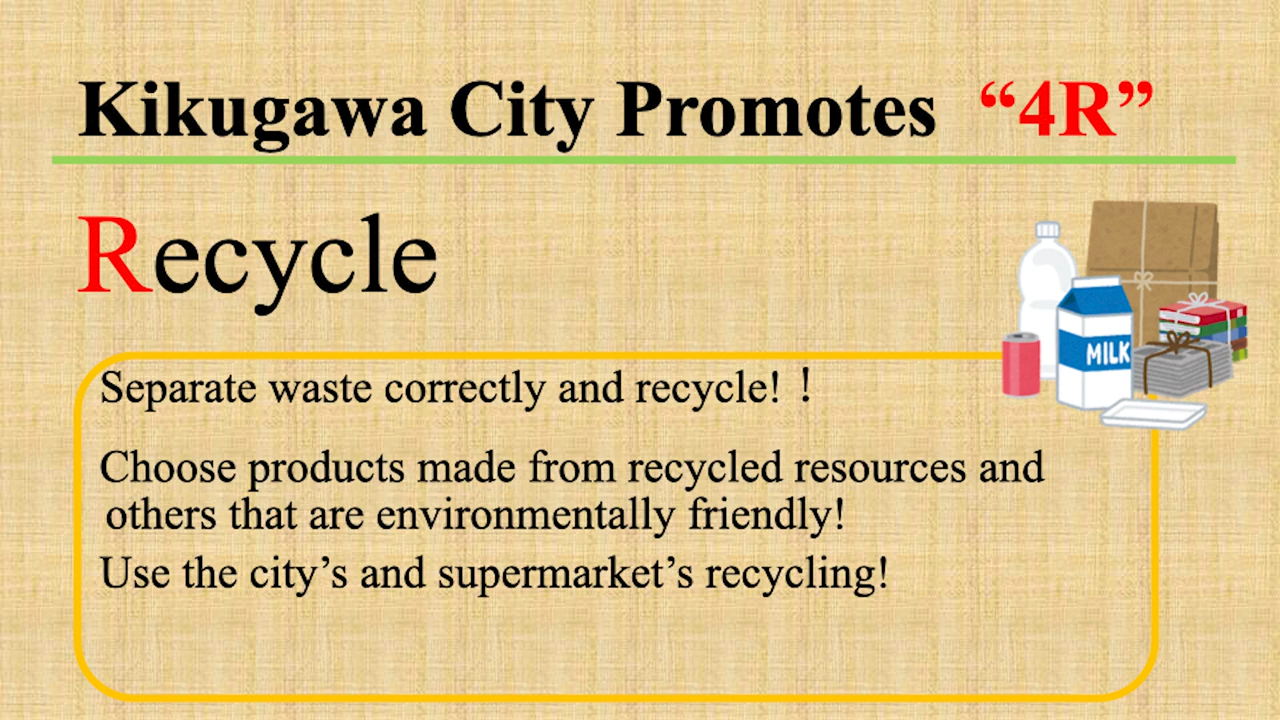 Kikugawa City Promotes “4R”
Recycle
MILK
Separate waste correctly and recycle! !
Choose products made from recycled resources and
others that are environmentally friendly!
Use the city’s and supermarket’s recycling!